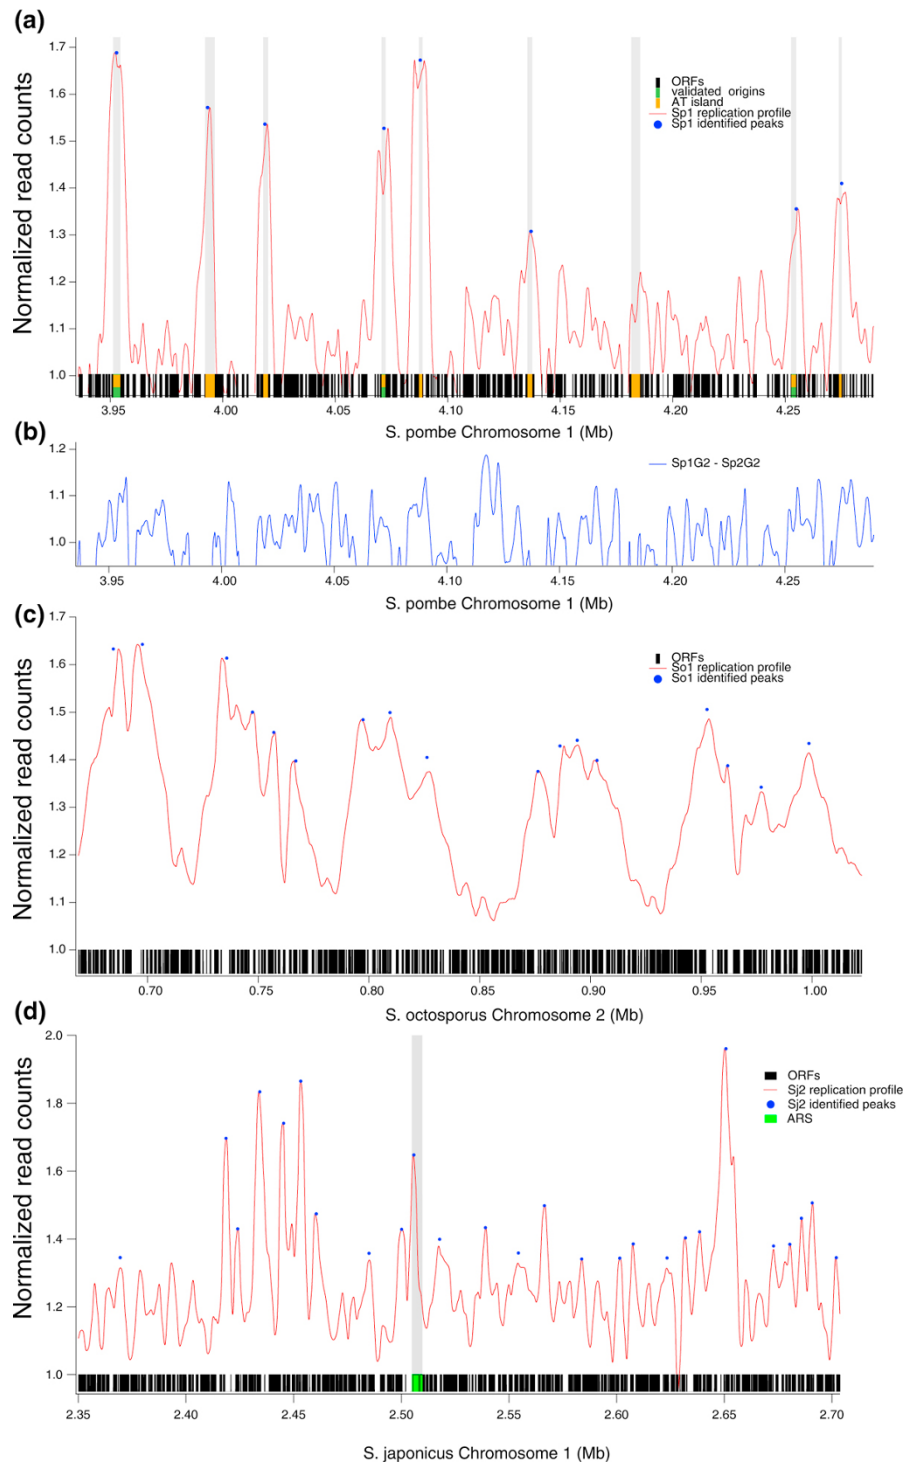 (a)
1.7
1.6
1.5
1.4
1.3
1.2
1.1
1.0
Normalized read counts
ORFs
validated origins
AT island
Sp1 replication profile
Sp1 identified peaks
3.95 4.00 4.05 4.10 4.15 4.20 4.25
S. pombe Chromosome 1 (Mb)
(b)
1.2
1.1
1.0
Sp1G2 - Sp2G2
3.95 4.00 4.05 4.10 4.15 4.20 4.25
S. pombe Chromosome 1 (Mb)
(c)
1.7
1.6
1.5
1.4
1.3
1.2
1.1
1.0
Normalized read counts
ORFs
So1 replication profile
So1 identified peaks
0.70 0.75 0.80 0.85 0.90 0.95 1.00
S. octosporus Chromosome 2 (Mb)
(d)
2.0
1.8
1.6
1.4
1.2
1.0
Normalized read counts
ORFs
Sj2 replication profile
Sj2 identified peaks
ARS
2.35 2.40 2.45 2.50 2.55 2.60 2.65 2.70
S. japonicus Chromosome 1 (Mb)